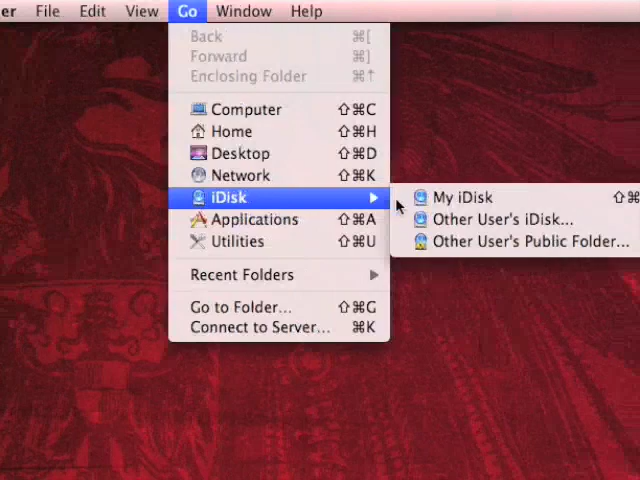 er File Edit View Go Window Help
Back ⌘[
Forward ⌘]
Enclosing Folder ⌘↑
Computer ⇧⌘C
Home ⇧⌘H
Desktop ⇧⌘D
Network ⇧⌘K
iDisk
Applications ⇧⌘A
Utilities ⇧⌘U
Recent Folders
Go to Folder... ⇧⌘G
Connect to Server... ⌘K
My iDisk ⇧⌘
Other User's iDisk...
Other User's Public Folder...